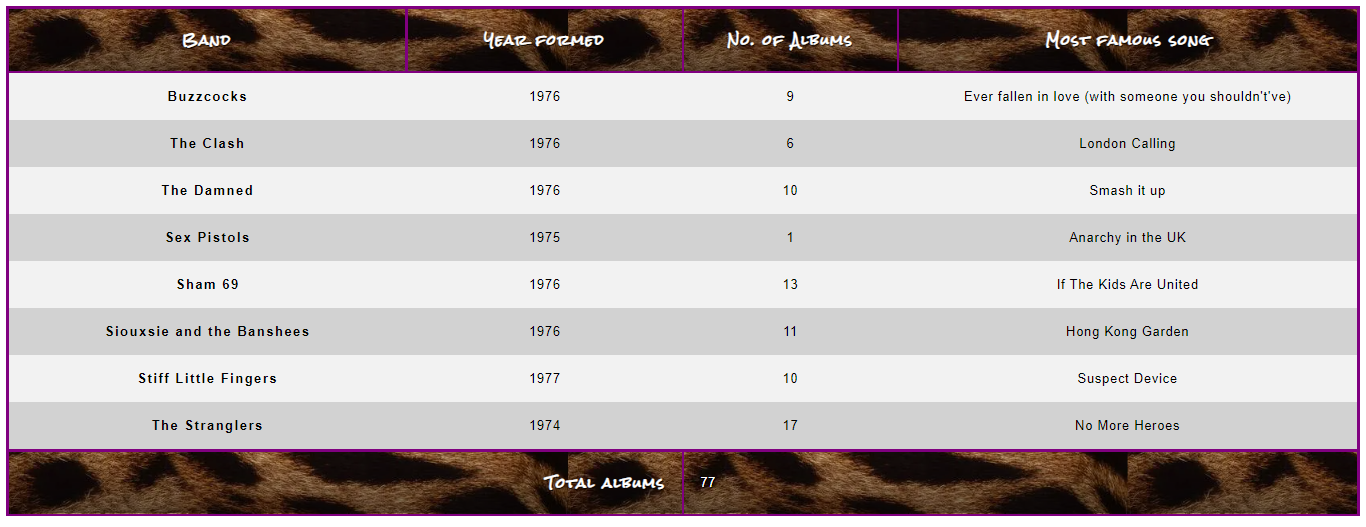 Band Year formed No. of Albums Most famous song
Buzzcocks 1976 9 Ever fallen in love (with someone you shouldn't've)
The Clash 1976 6 London Calling
The Damned 1976 10 Smash it up
Sex Pistols 1975 1 Anarchy in the UK
Sham 69 1976 13 If The Kids Are United
Siouxsie and the Banshees 1976 11 Hong Kong Garden
Stiff Little Fingers 1977 10 Suspect Device
The Stranglers 1974 17 No More Heroes
Total albums 77